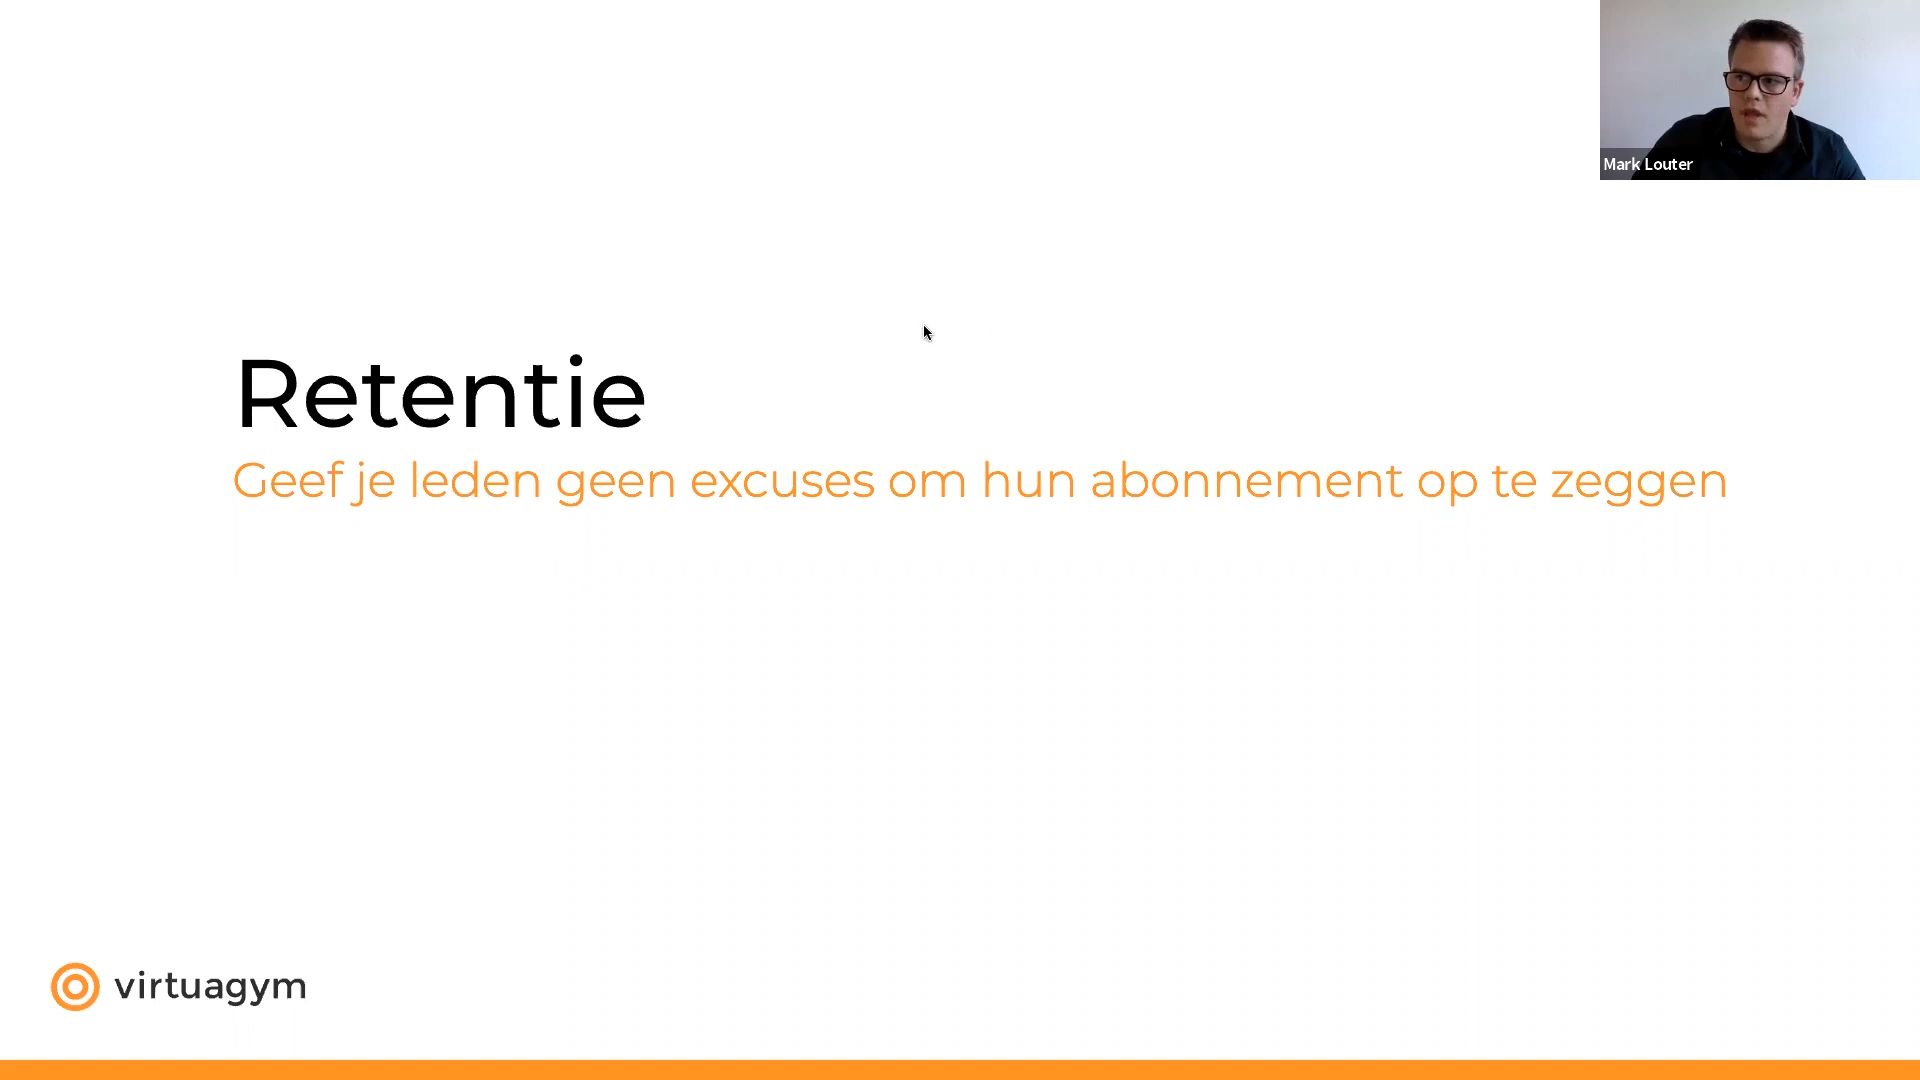 Mark Louter
Retentie
Geef je leden geen excuses om hun abonnement op te zeggen
virtuagym